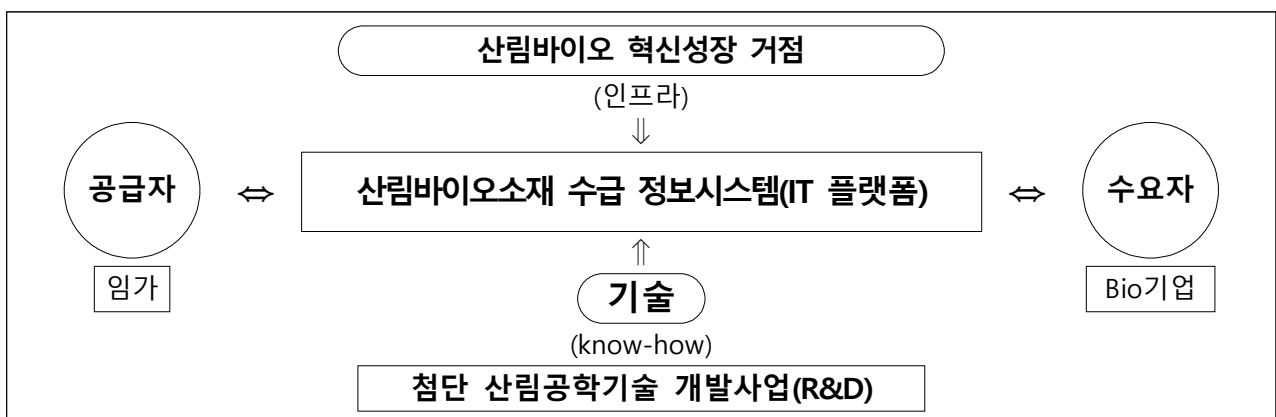 산림바이오 혁신성장 거점
(인프라)
⇓
공급자 ⇔ 산림바이오소재 수급 정보시스템(IT 플랫폼) ⇔ 수요자
⇑
임가 기술 Bio기업
(know-how)
첨단 산림공학기술 개발사업(R&D)